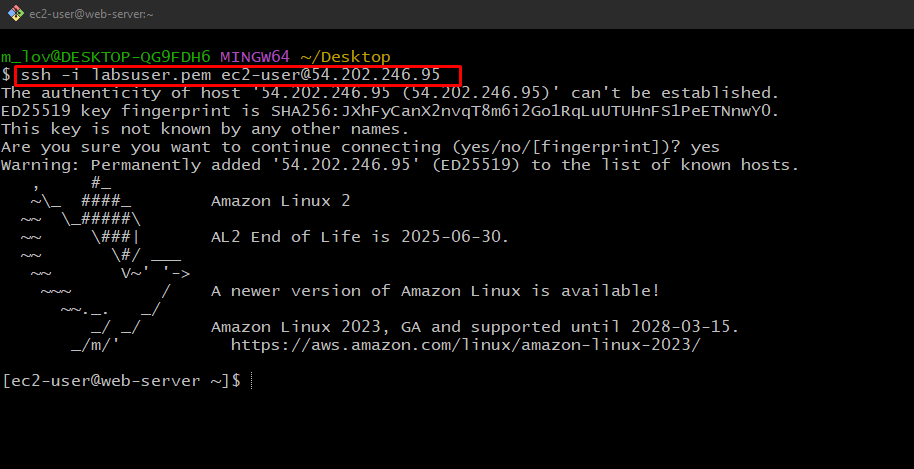 ec2-user@web-server:~
m_lov@DESKTOP-QG9FDH6 MINGW64 ~/Desktop
$ ssh -i labsuser.pem ec2-user@54.202.246.95
The authenticity of host '54.202.246.95 (54.202.246.95)' can't be established.
ED25519 key fingerprint is SHA256:JXhFyCanX2nvqT8m6i2Go1RqLuUTUHnFS1PeETNnwY0.
This key is not known by any other names.
Are you sure you want to continue connecting (yes/no/[fingerprint])? yes
Warning: Permanently added '54.202.246.95' (ED25519) to the list of known hosts.
   ,     #_
   ~\_  ####_        Amazon Linux 2
  ~~  \_#####\
  ~~     \###|       AL2 End of Life is 2025-06-30.
  ~~       \#/ ___
   ~~       V~' '->
    ~~~         /    A newer version of Amazon Linux is available!
      ~~._.   _/
         _/ _/       Amazon Linux 2023, GA and supported until 2028-03-15.
       _/m/'           https://aws.amazon.com/linux/amazon-linux-2023/
[ec2-user@web-server ~]$